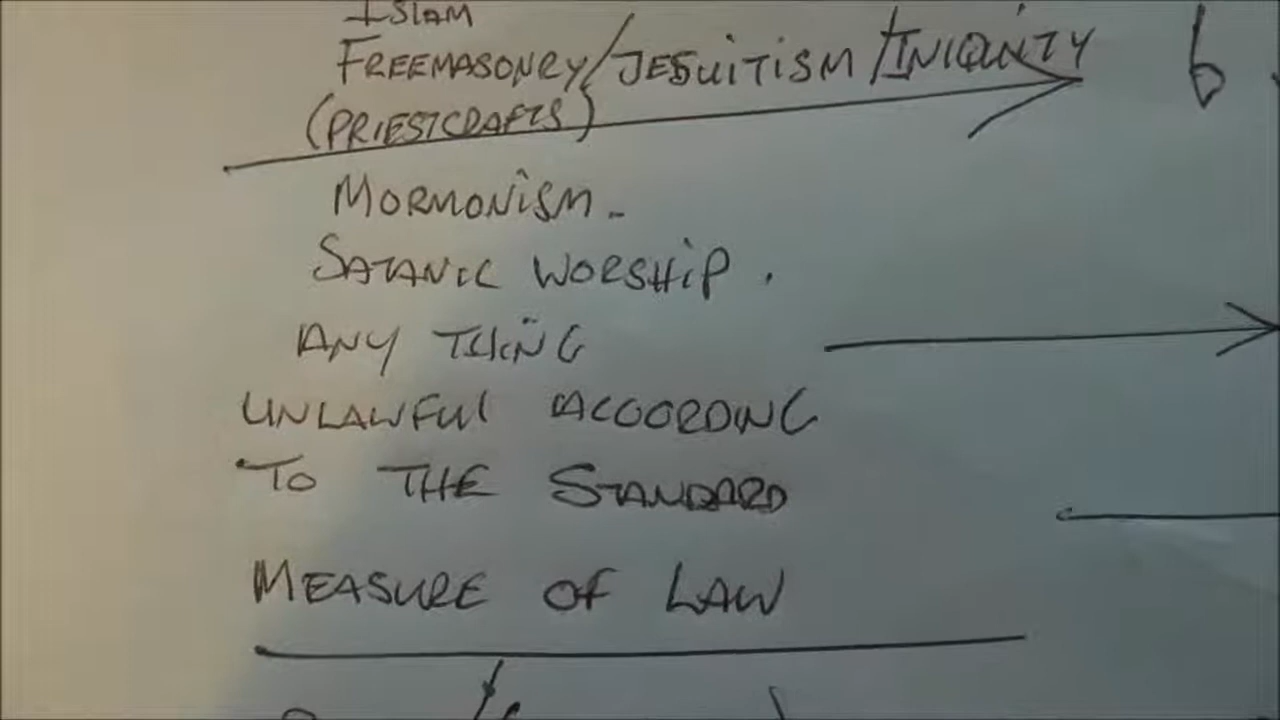 ISLAM
FREEMASONRY/JESUITISM/INIQUITY
(PRIESTCRAFTS)
MORMONISM.
SATANIC WORSHIP.
ANY THING
UNLAWFUL ACCORDING
TO THE STANDARD
MEASURE OF LAW